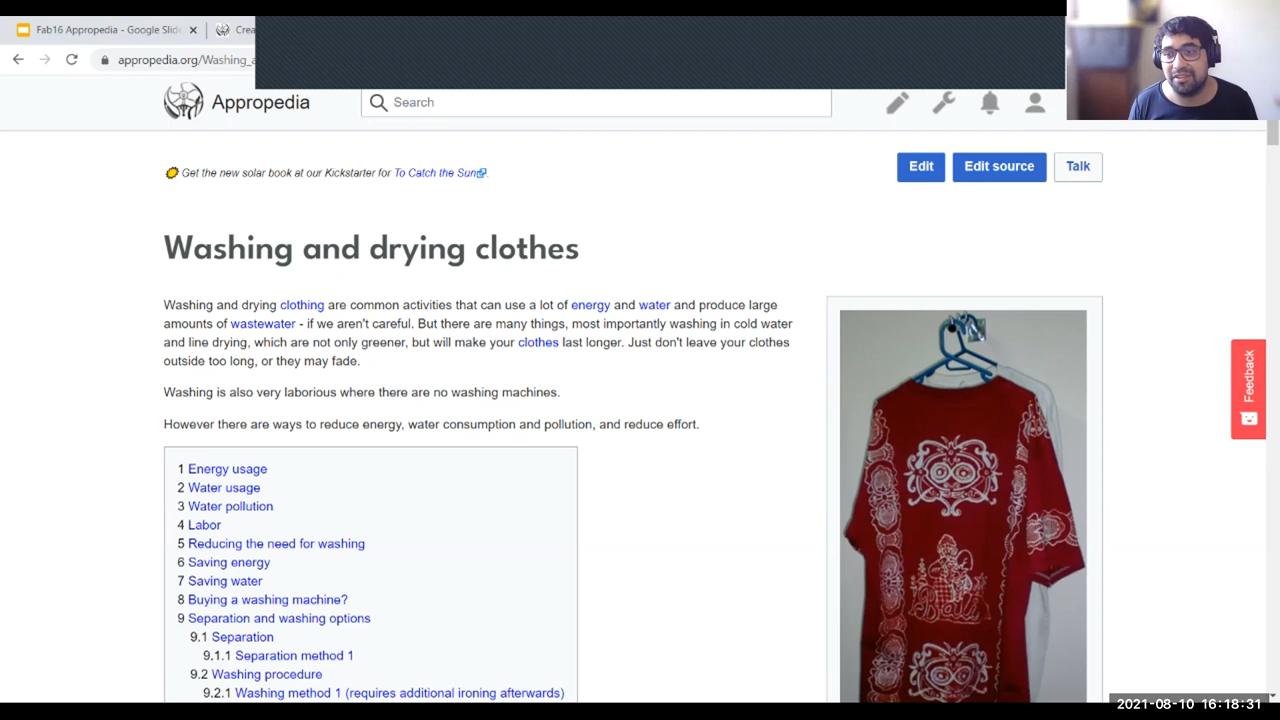 Fab16 Appropedia - Google Slid
Crea
appropedia.org/Washing_a
Appropedia
Search
Get the new solar book at our Kickstarter for To Catch the Sun.
Edit
Edit source
Talk
Washing and drying clothes
Washing and drying clothing are common activities that can use a lot of energy and water and produce large
amounts of wastewater - if we aren't careful. But there are many things, most importantly washing in cold water
and line drying, which are not only greener, but will make your clothes last longer. Just don't leave your clothes
outside too long, or they may fade.
Washing is also very laborious where there are no washing machines.
However there are ways to reduce energy, water consumption and pollution, and reduce effort.
1 Energy usage
2 Water usage
3 Water pollution
4 Labor
5 Reducing the need for washing
6 Saving energy
7 Saving water
8 Buying a washing machine?
9 Separation and washing options
9.1 Separation
9.1.1 Separation method 1
9.2 Washing procedure
9.2.1 Washing method 1 (requires additional ironing afterwards)
Bali
Feedback
2021-08-10 16:18:31